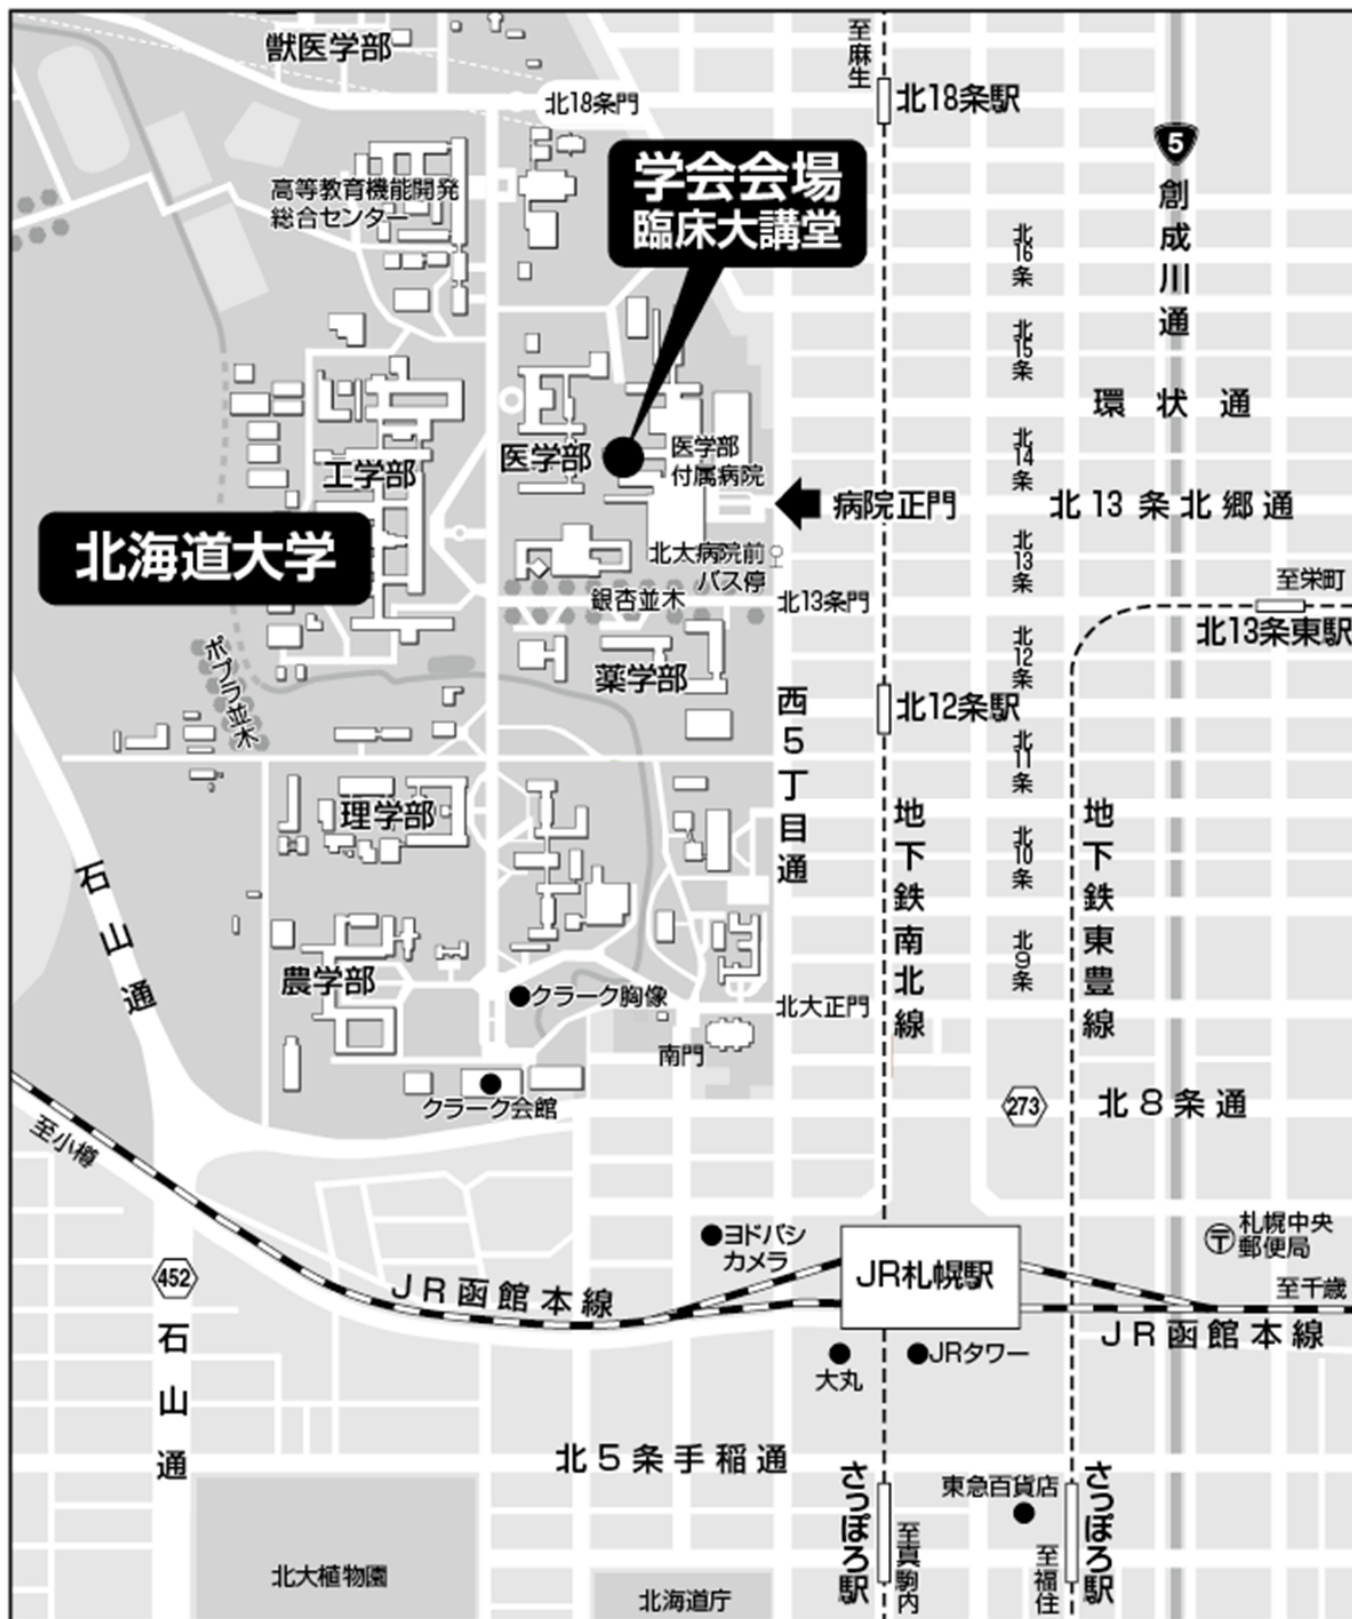 獣医学部
至麻生
北18条門
北18条駅
5
創成川通
学会会場
臨床大講堂
高等教育機能開発
総合センター
北16条
北15条
環状通
北14条
工学部
医学部
医学部
付属病院
病院正門
北13条北郷通
北海道大学
北大病院前
バス停
北13条
至栄町
銀杏並木
北13条門
北13条東駅
ポプラ並木
薬学部
北12条
西5丁目通
北12条駅
北11条
理学部
地下鉄南北線
北10条
地下鉄東豊線
石山通
北9条
農学部
クラーク胸像
北大正門
南門
クラーク会館
273
北8条通
至小樽
ヨドバシ
カメラ
JR札幌駅
札幌中央
郵便局
452
JR函館本線
至千歳
JR函館本線
石山通
大丸
JRタワー
北5条手稲通
さっぽろ駅
東急百貨店
さっぽろ駅
至真駒内
至福住
北大植物園
北海道庁